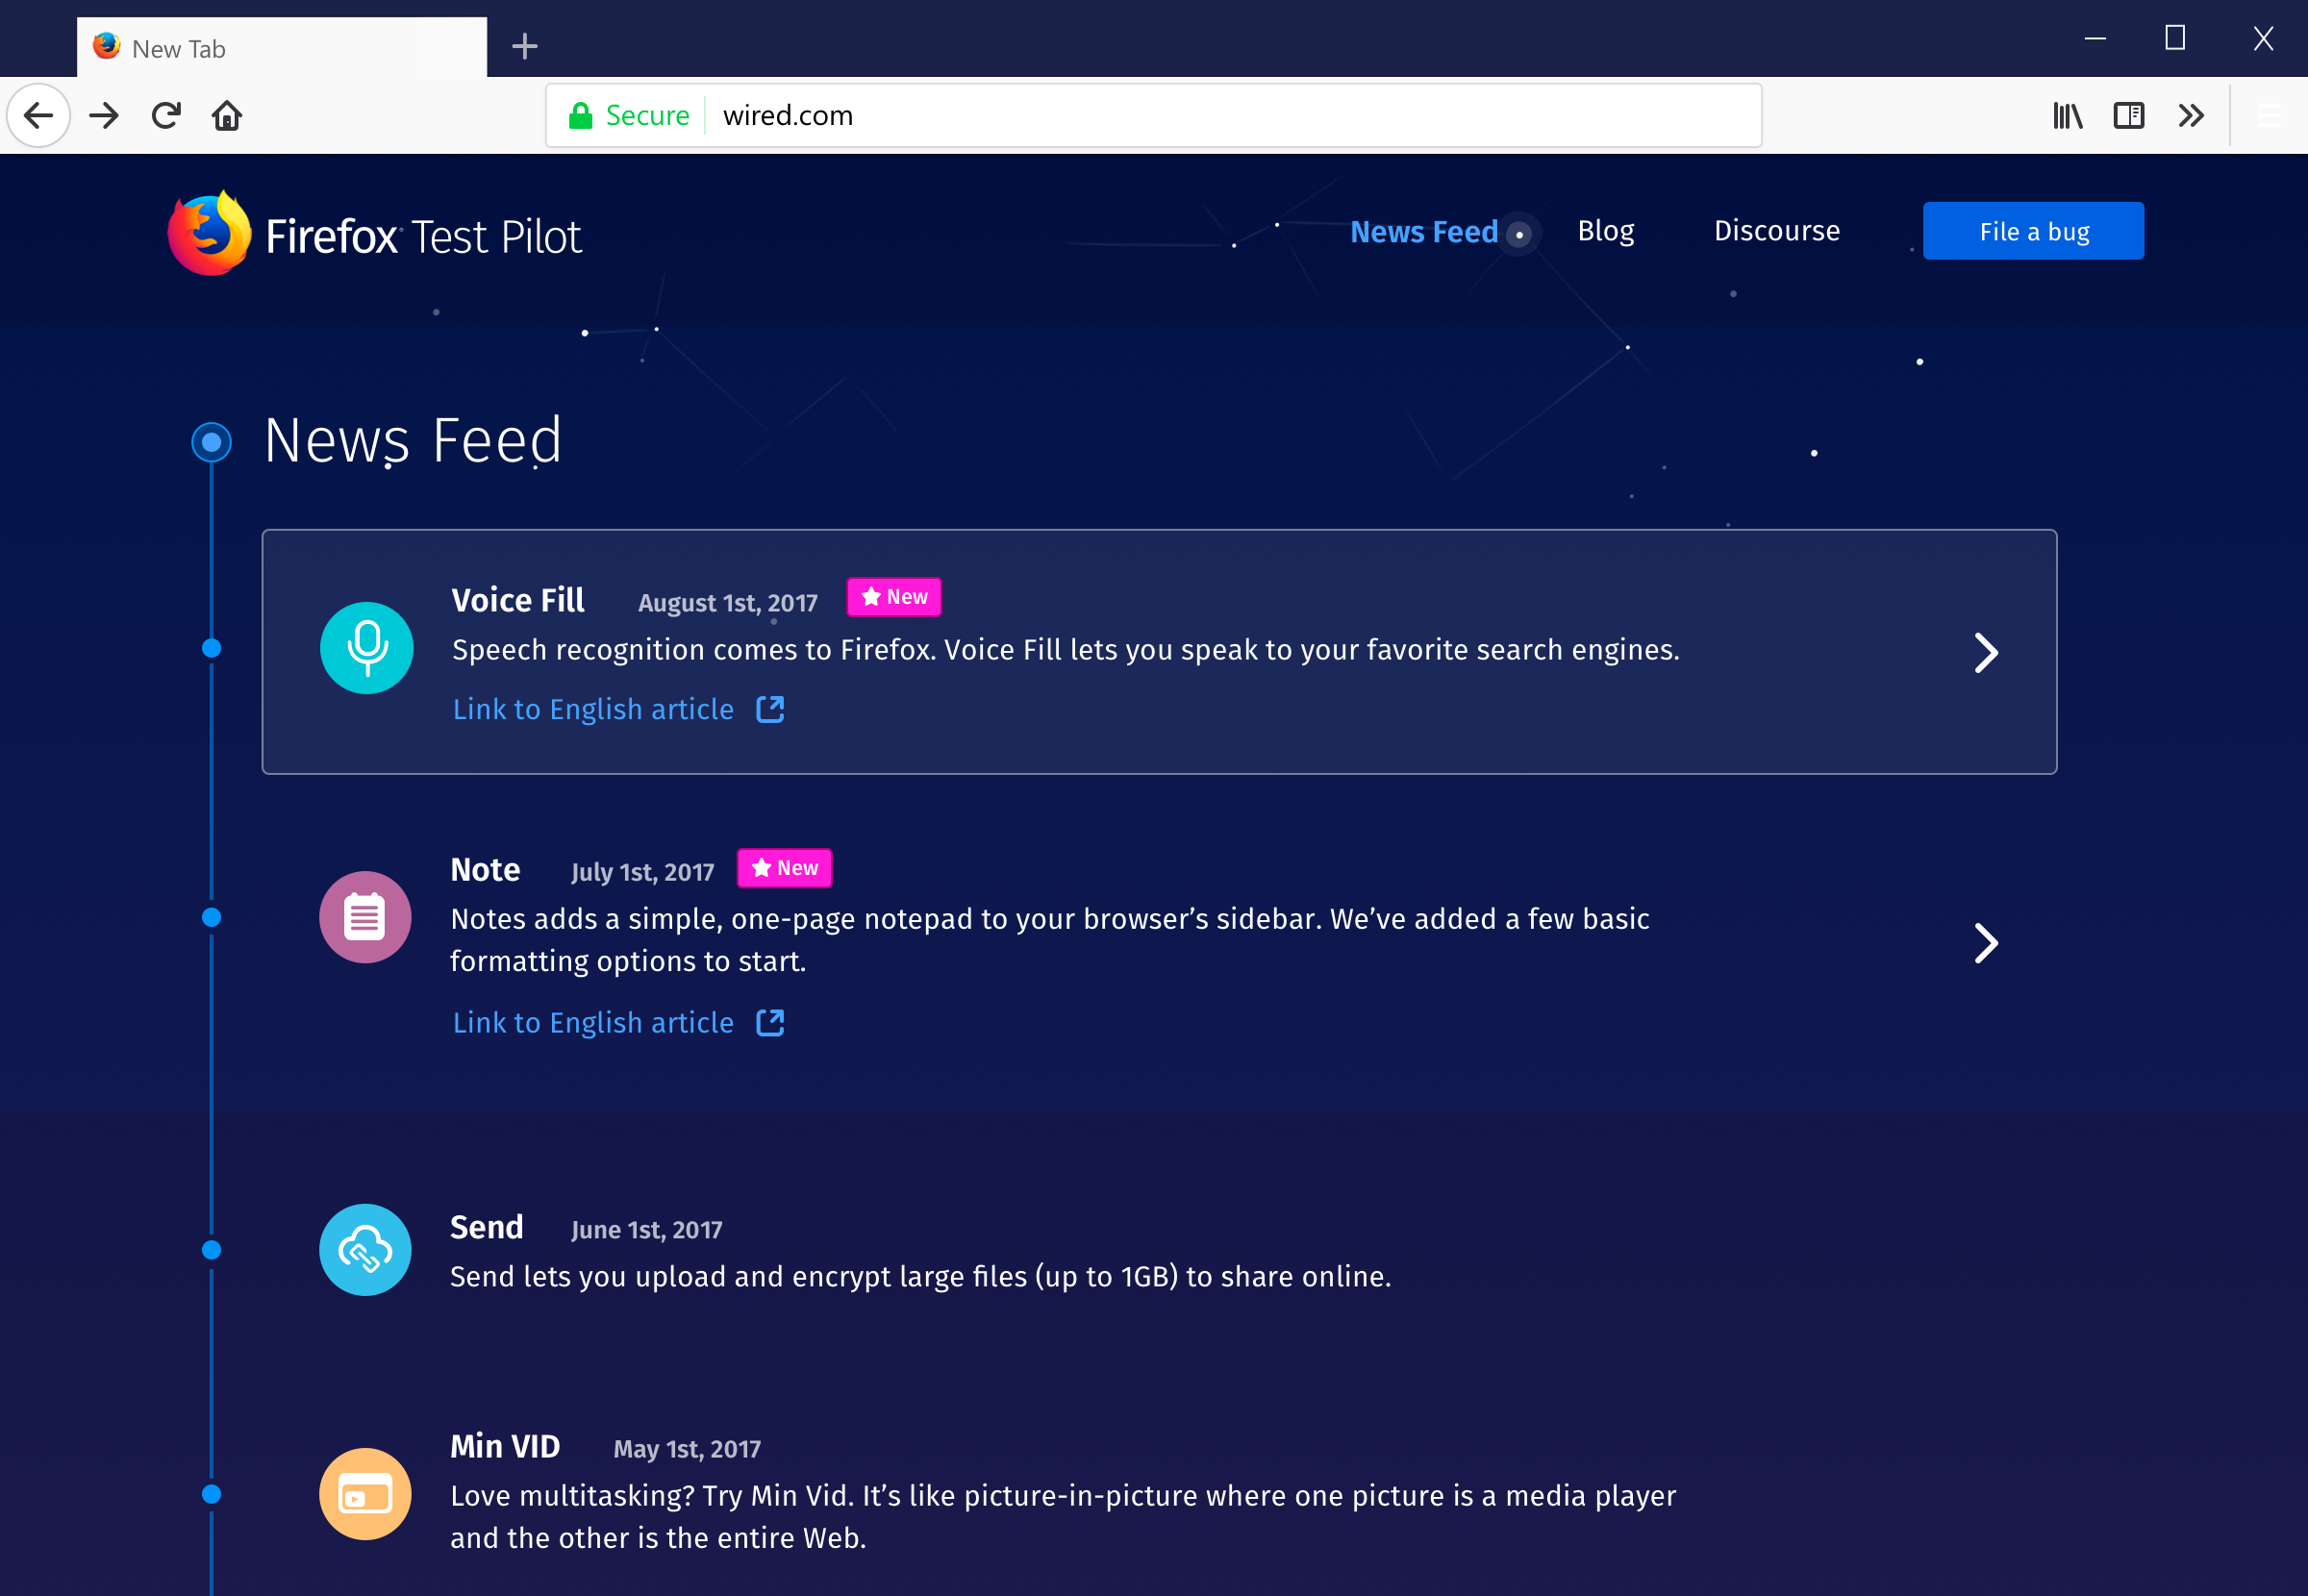 New Tab
Secure wired.com
Firefox Test Pilot
News Feed Blog Discourse File a bug
News Feed
Voice Fill August 1st, 2017 New
Speech recognition comes to Firefox. Voice Fill lets you speak to your favorite search engines.
Link to English article
Note July 1st, 2017 New
Notes adds a simple, one-page notepad to your browser’s sidebar. We’ve added a few basic
formatting options to start.
Link to English article
Send June 1st, 2017
Send lets you upload and encrypt large files (up to 1GB) to share online.
Min VID May 1st, 2017
Love multitasking? Try Min Vid. It’s like picture-in-picture where one picture is a media player
and the other is the entire Web.